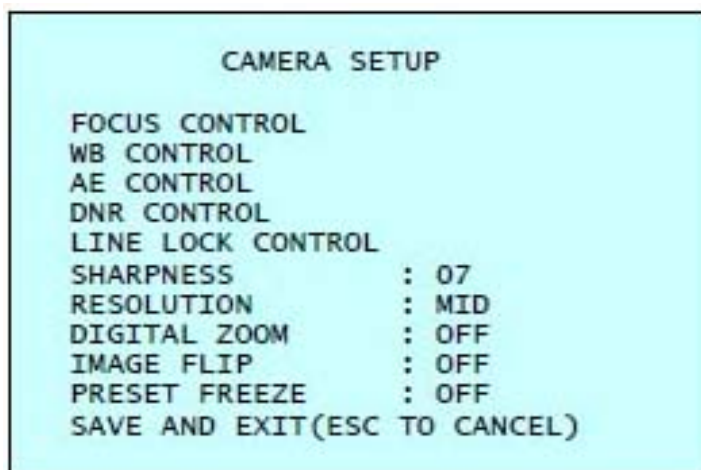 CAMERA SETUP
FOCUS CONTROL
WB CONTROL
AE CONTROL
DNR CONTROL
LINE LOCK CONTROL
SHARPNESS : 07
RESOLUTION : MID
DIGITAL ZOOM : OFF
IMAGE FLIP : OFF
PRESET FREEZE : OFF
SAVE AND EXIT(ESC TO CANCEL)